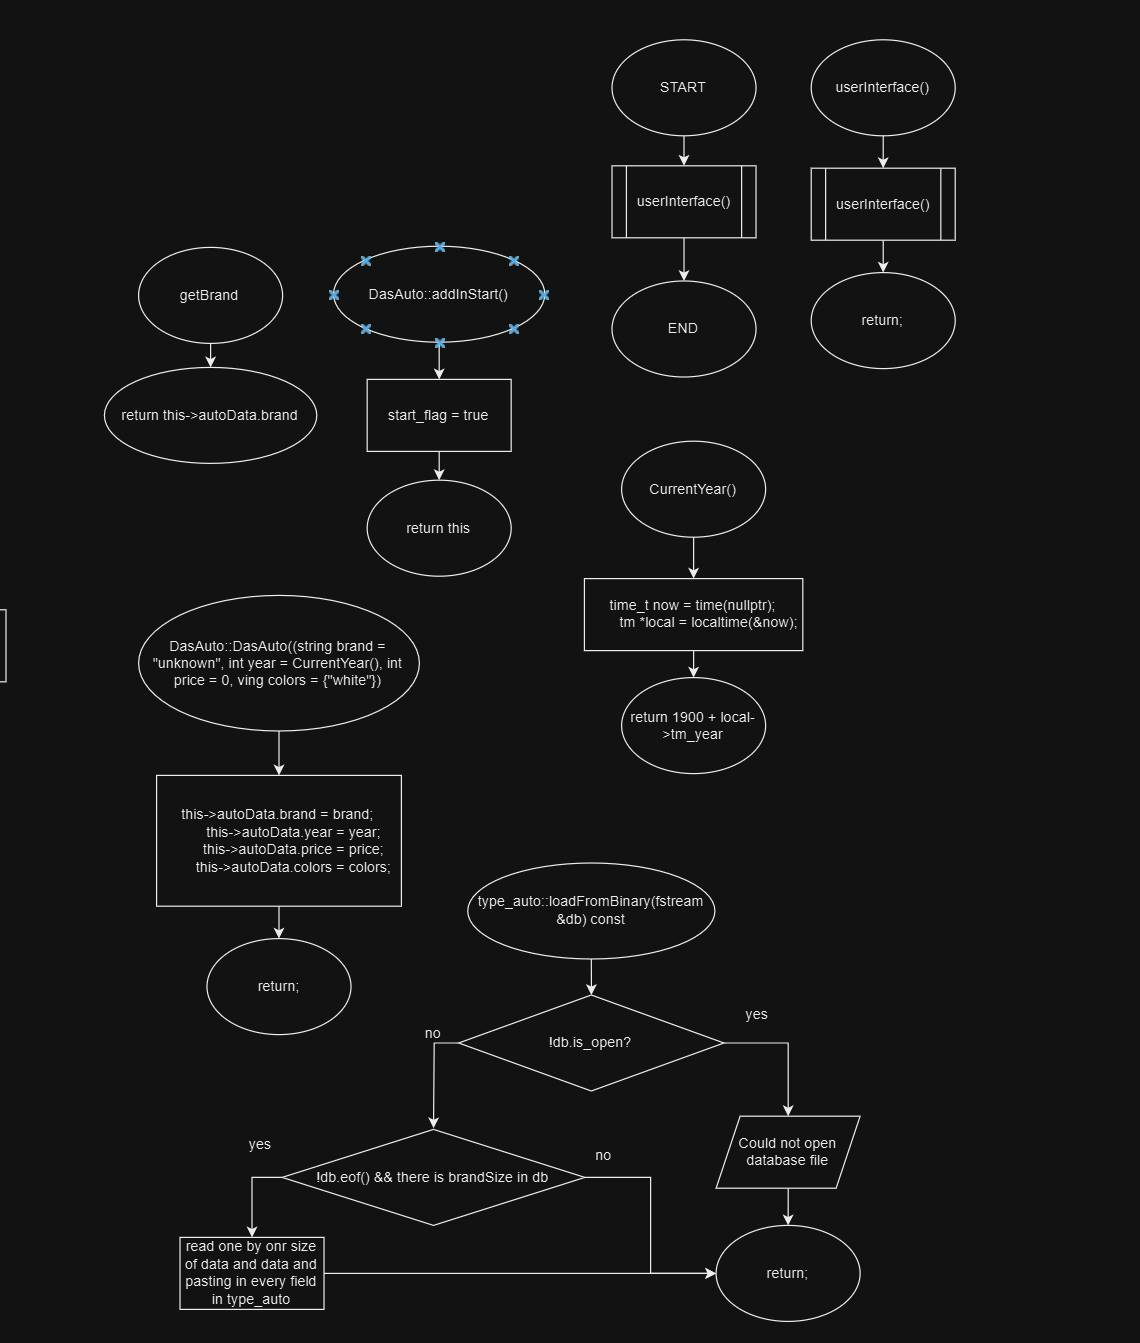 START
userInterface()
userInterface()
userInterface()
END
return;
getBrand
return this->autoData.brand
DasAuto::addInStart()
start_flag = true
return this
CurrentYear()
time_t now = time(nullptr);
tm *local = localtime(&now);
return 1900 + local-
>tm_year
DasAuto::DasAuto((string brand =
"unknown", int year = CurrentYear(), int
price = 0, ving colors = {"white"})
this->autoData.brand = brand;
this->autoData.year = year;
this->autoData.price = price;
this->autoData.colors = colors;
return;
type_auto::loadFromBinary(fstream
&db) const
!db.is_open?
yes
no
Could not open
database file
!db.eof() && there is brandSize in db
yes
no
read one by onr size
of data and data and
pasting in every field
in type_auto
return;